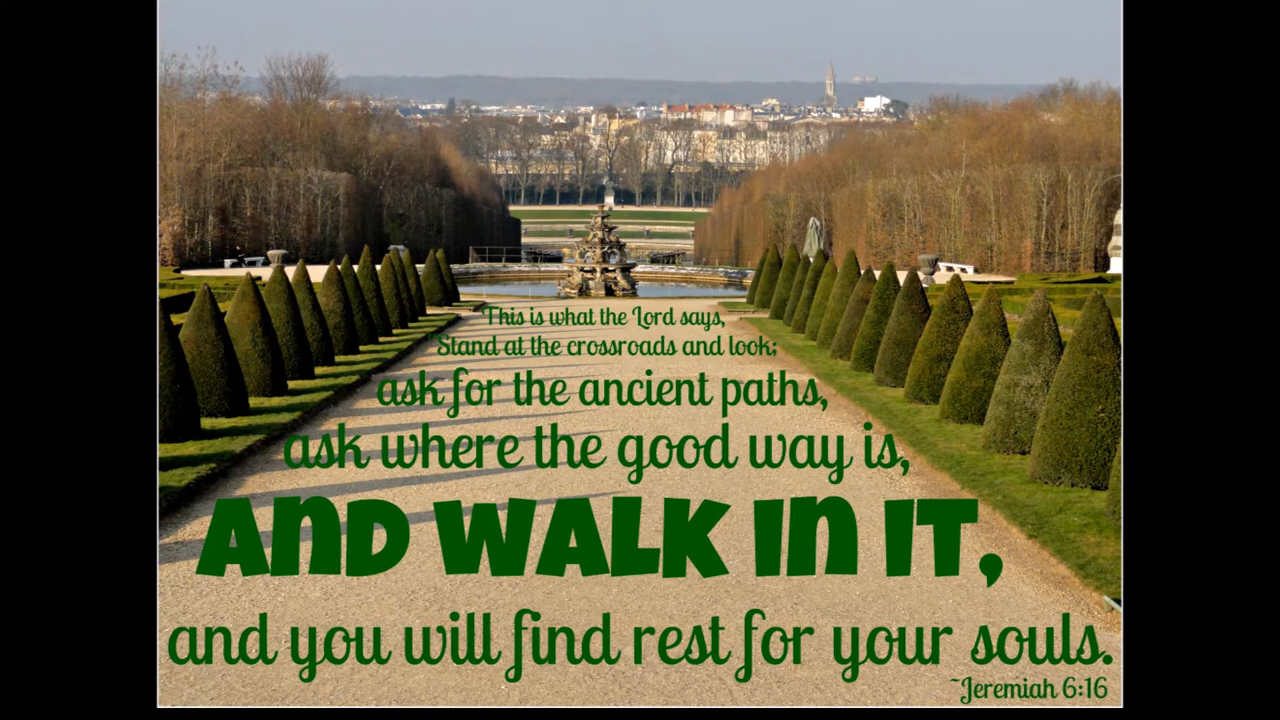 "This is what the Lord says,
"Stand at the crossroads and look;
ask for the ancient paths,
ask where the good way is,
AND WALK IN IT,
and you will find rest for your souls.
~Jeremiah 6:16